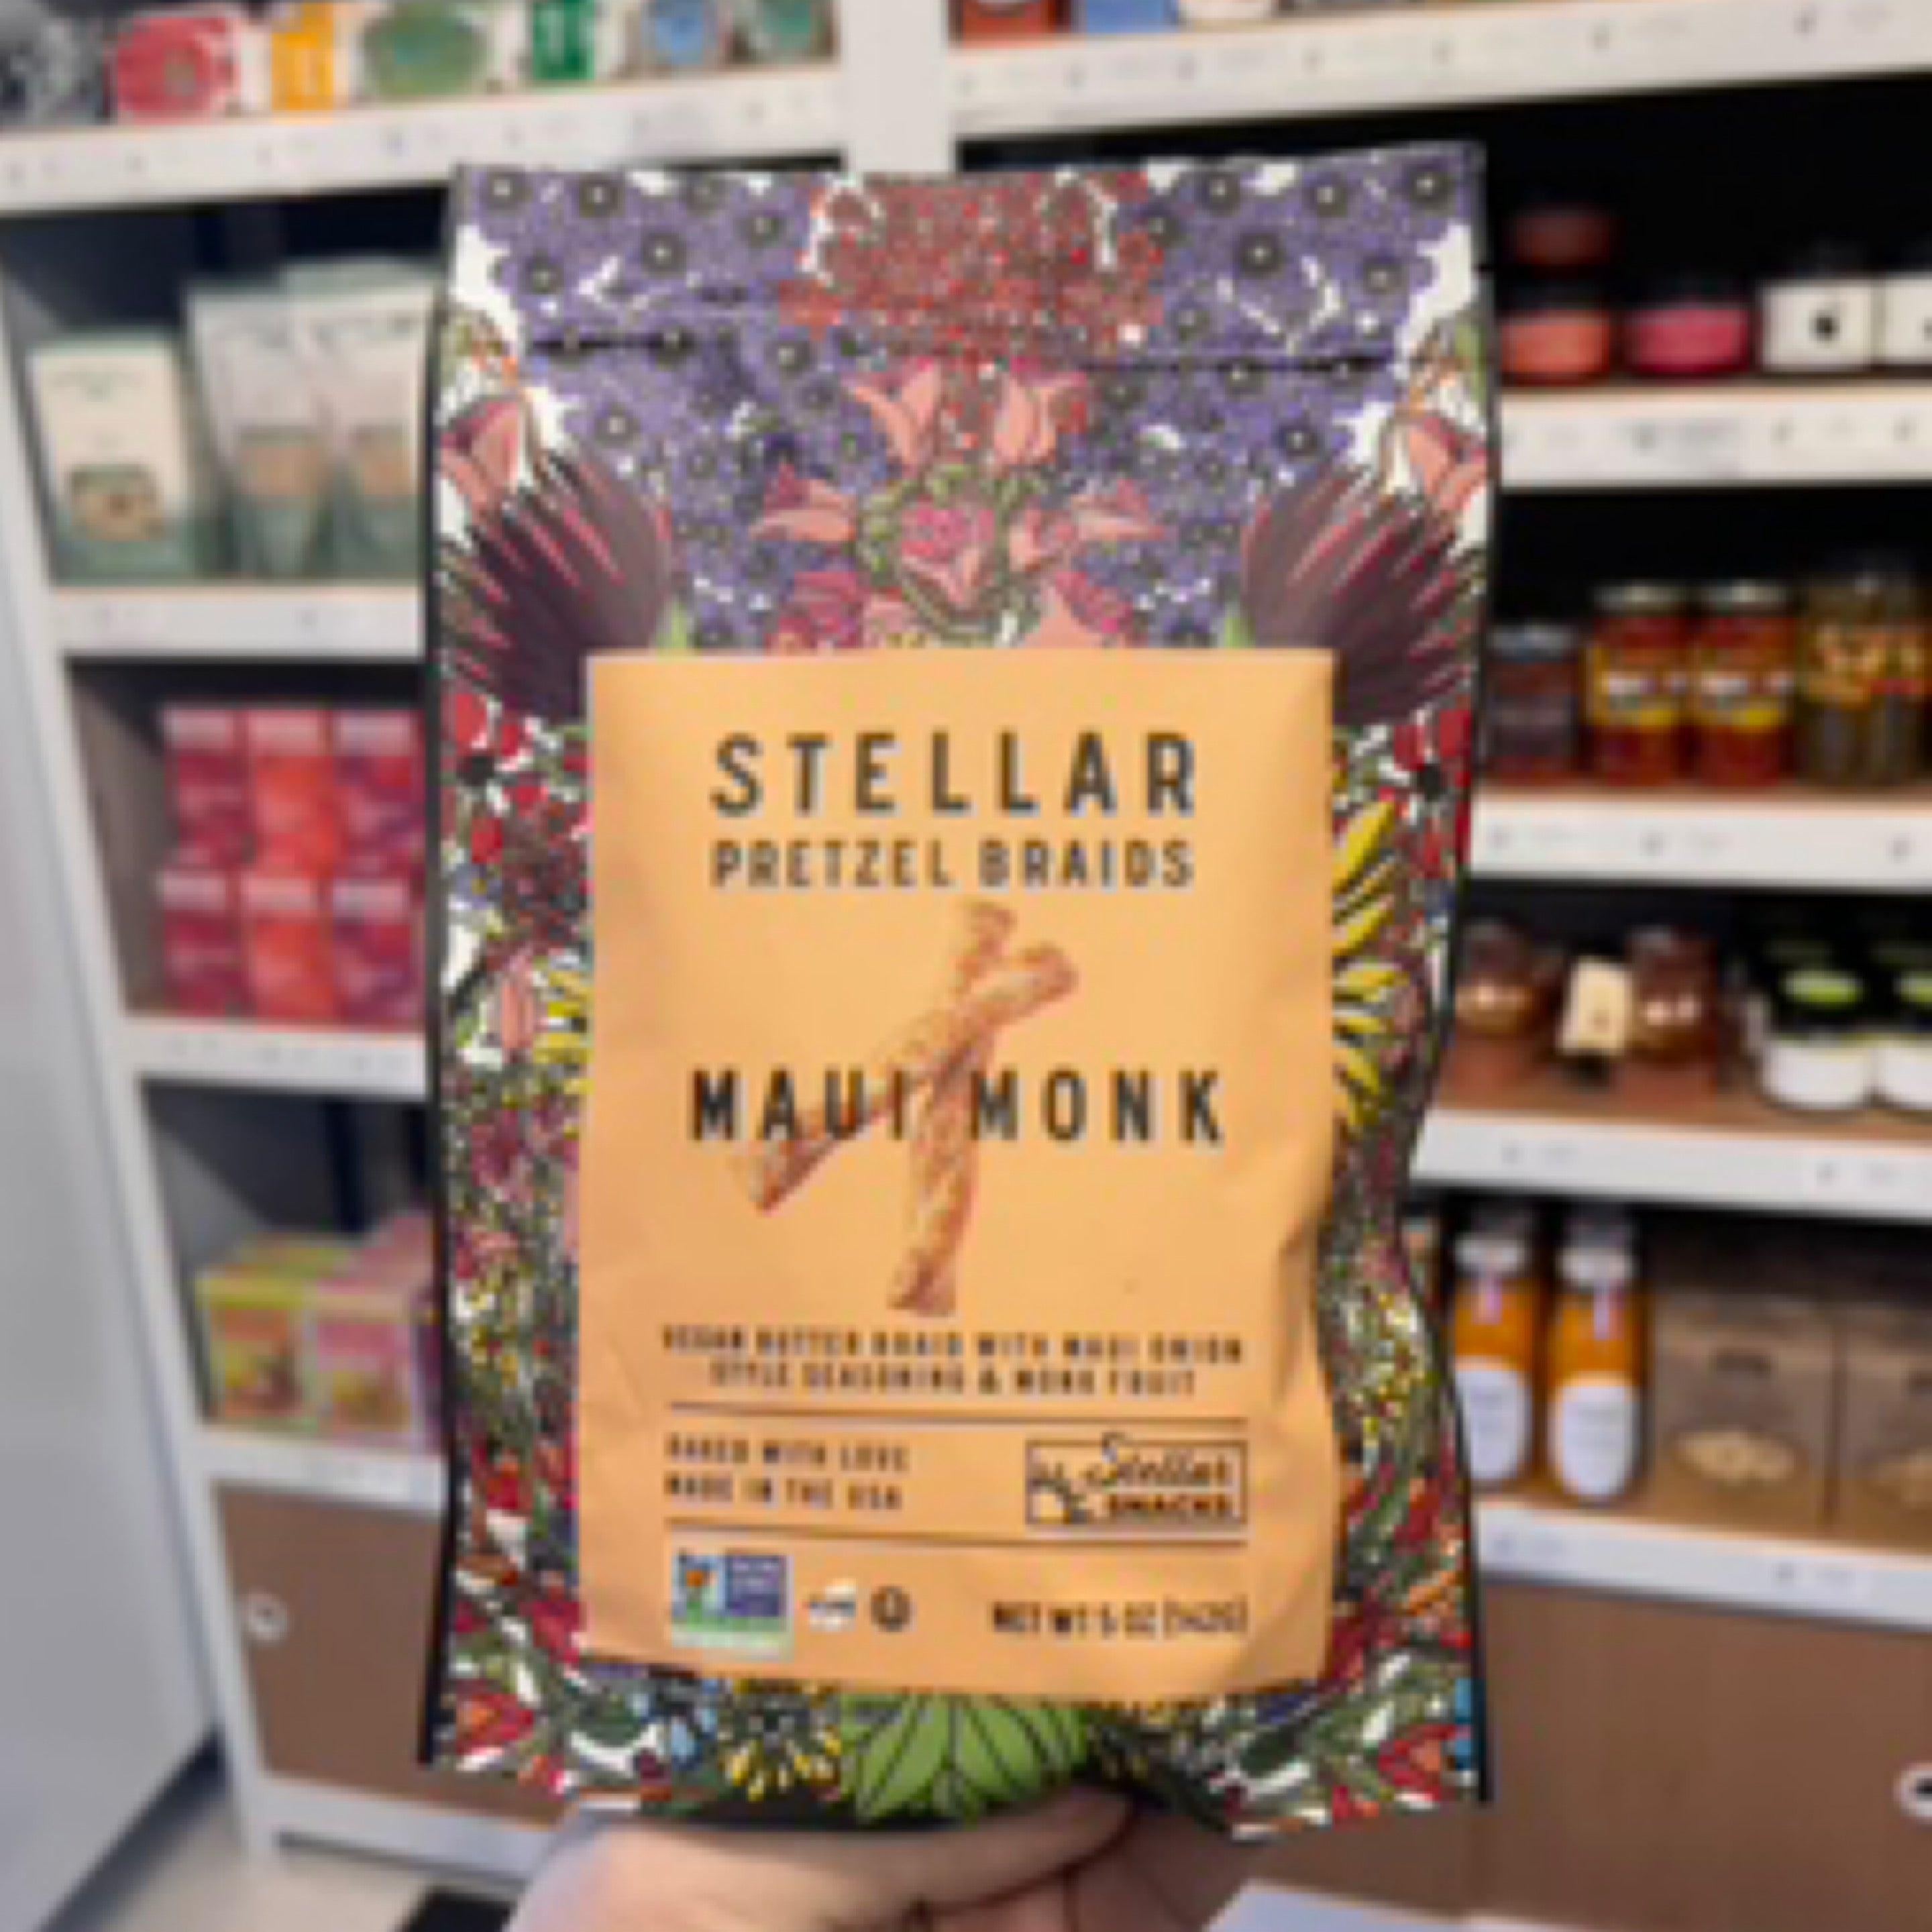 STELLAR
PRETZEL BRAIDS
MAUI MONK
VEGAN BUTTER BRAID WITH MAUI ONION
STYLE SEASONING & MONK FRUIT
BAKED WITH LOVE
MADE IN THE USA
Stellar
SNACKS
NET WT 5 OZ (142G)